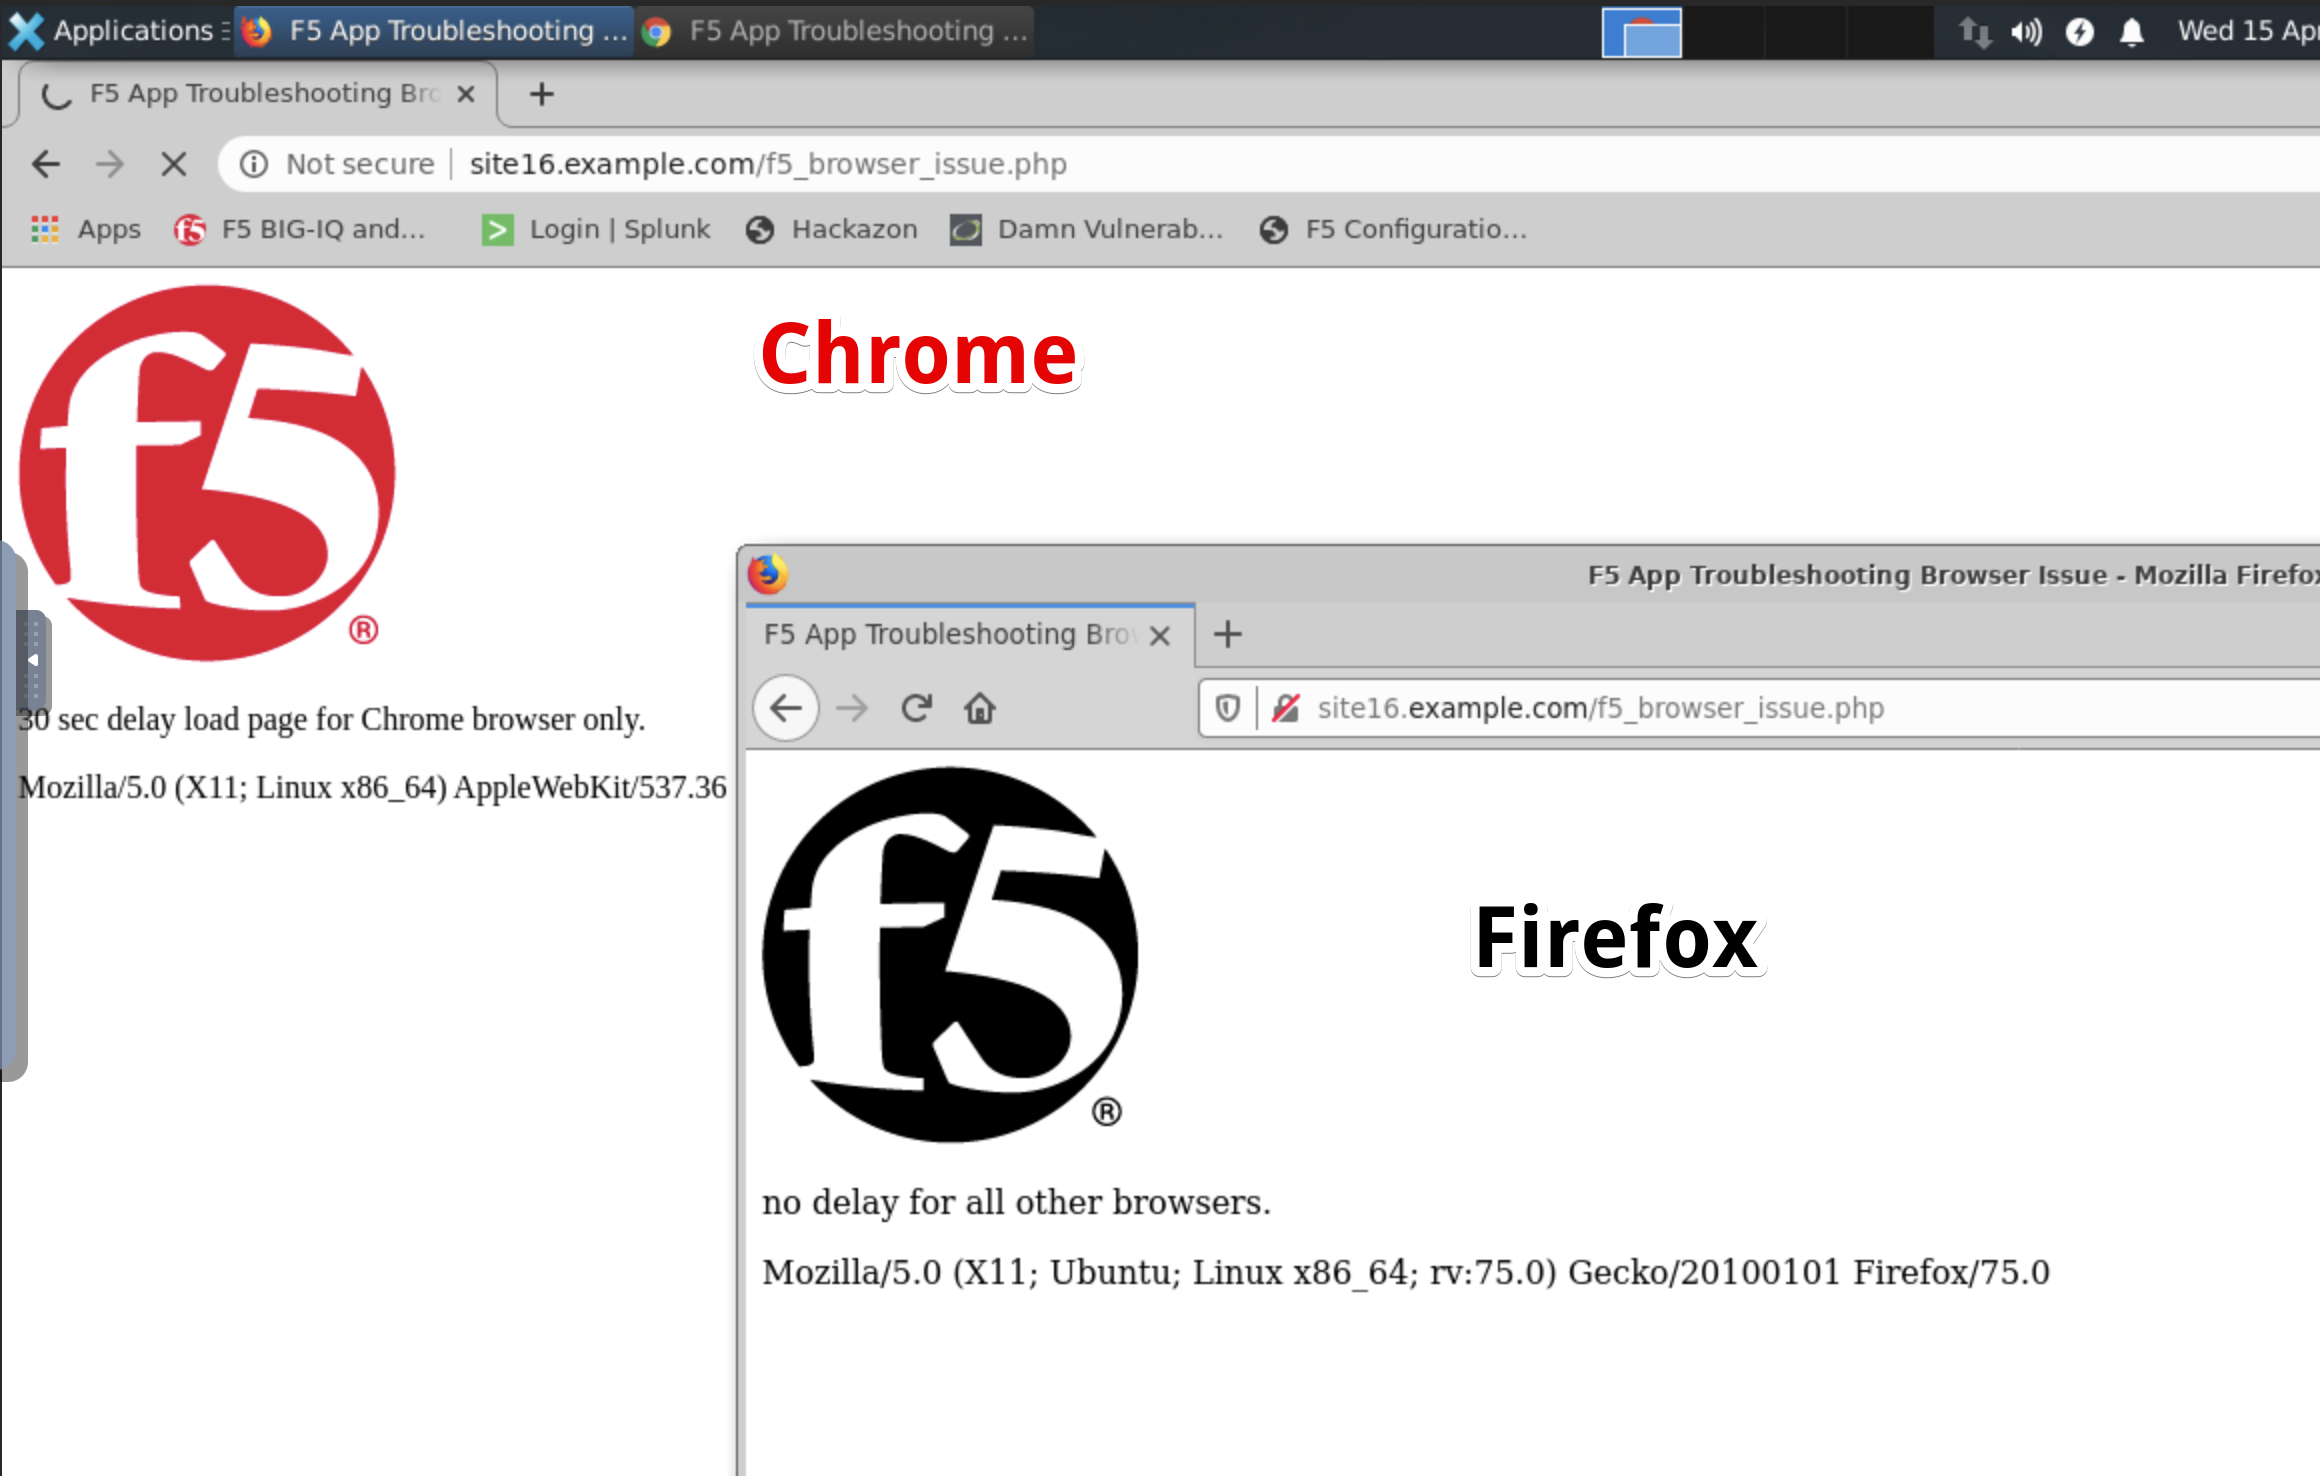 Applications F5 App Troubleshooting ... F5 App Troubleshooting ... Wed 15 Ap
F5 App Troubleshooting Bro
Not secure site16.example.com/f5_browser_issue.php
Apps F5 BIG-IQ and... Login | Splunk Hackazon Damn Vulnerab... F5 Configuratio...
f5
®
Chrome
30 sec delay load page for Chrome browser only.
Mozilla/5.0 (X11; Linux x86_64) AppleWebKit/537.36
F5 App Troubleshooting Browser Issue - Mozilla Firefox
F5 App Troubleshooting Bro
site16.example.com/f5_browser_issue.php
f5
®
Firefox
no delay for all other browsers.
Mozilla/5.0 (X11; Ubuntu; Linux x86_64; rv:75.0) Gecko/20100101 Firefox/75.0